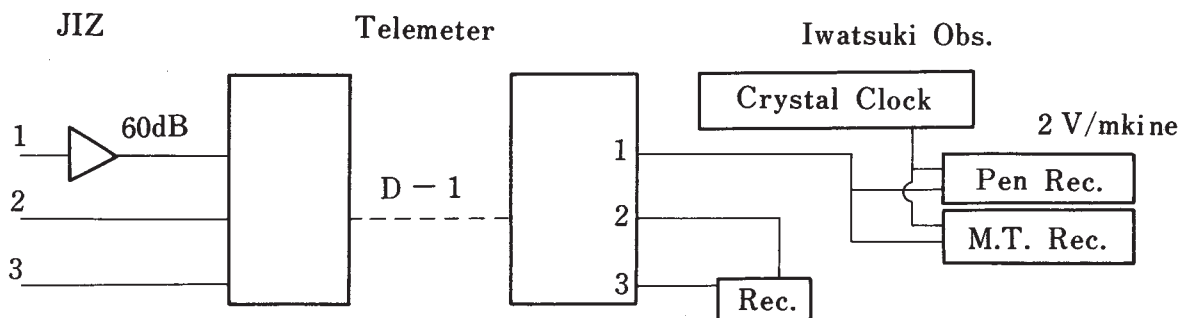 JIZ
Telemeter
Iwatsuki Obs.
Crystal Clock
60dB
2 V/mkine
1
1
Pen Rec.
D-1
2
2
M.T. Rec.
3
3
Rec.